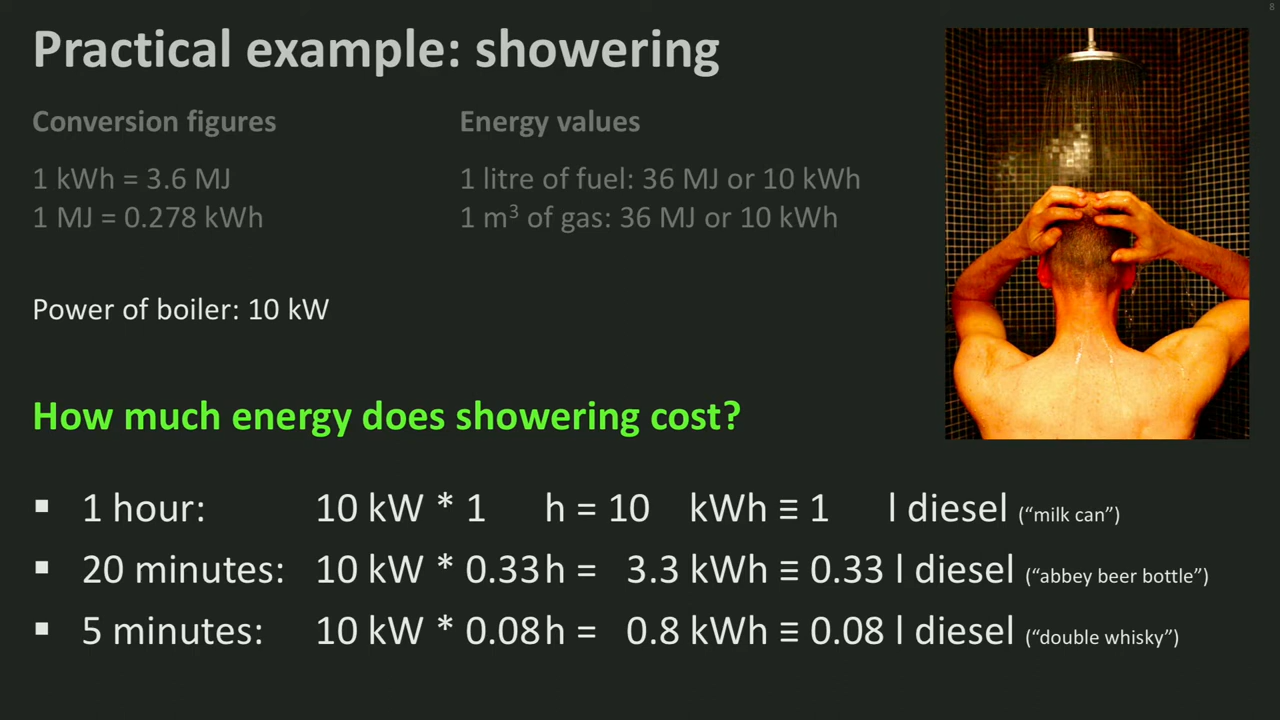 8
Practical example: showering
Conversion figures
Energy values
1 kWh = 3.6 MJ
1 litre of fuel: 36 MJ or 10 kWh
1 MJ = 0.278 kWh
1 m³ of gas: 36 MJ or 10 kWh
Power of boiler: 10 kW
How much energy does showering cost?
▪ 1 hour: 10 kW * 1 h = 10 kWh ≡ 1 l diesel (“milk can”)
▪ 20 minutes: 10 kW * 0.33 h = 3.3 kWh ≡ 0.33 l diesel (“abbey beer bottle”)
▪ 5 minutes: 10 kW * 0.08 h = 0.8 kWh ≡ 0.08 l diesel (“double whisky”)